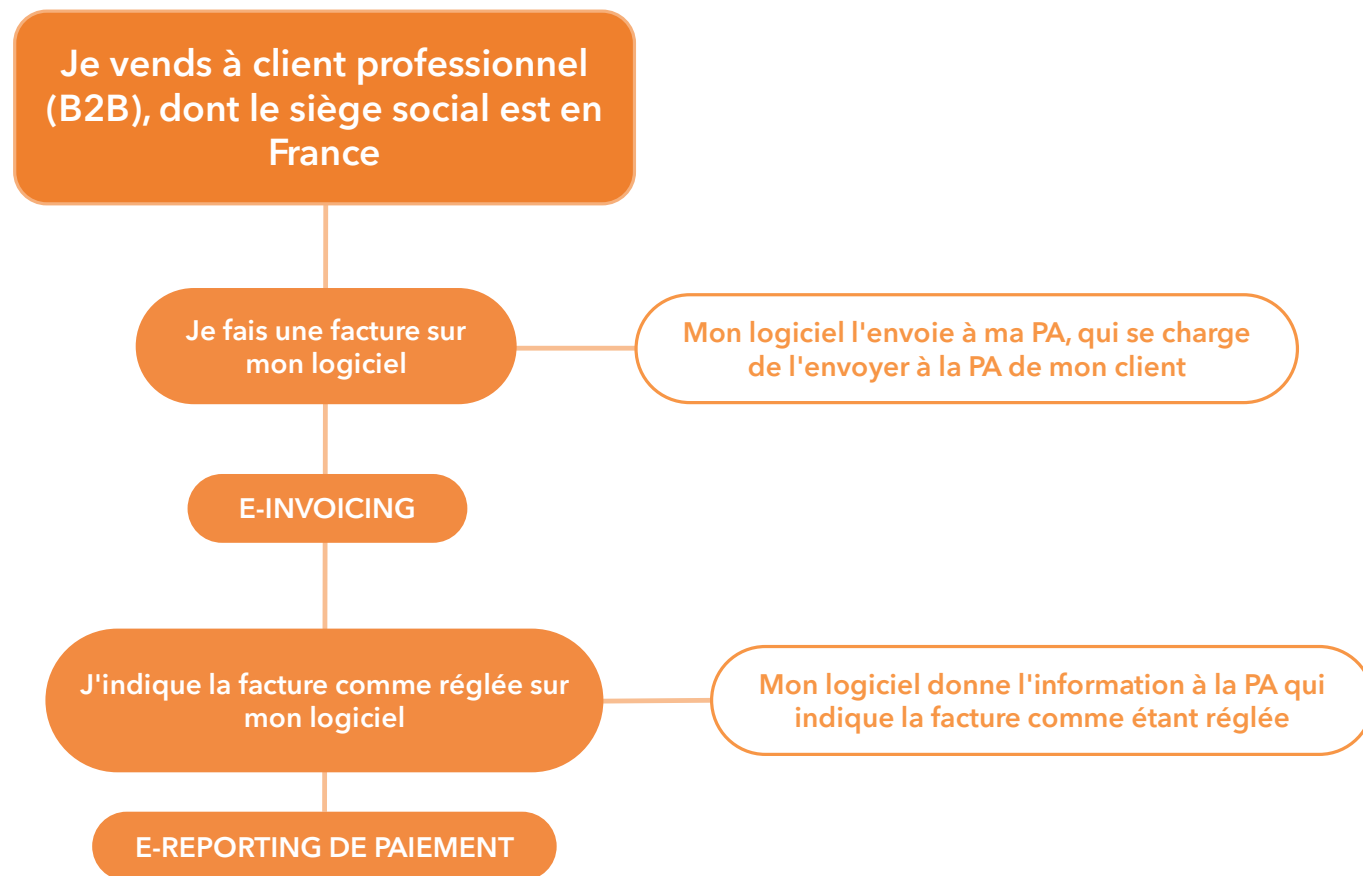 Je vends à client professionnel
(B2B), dont le siège social est en
France
Je fais une facture sur
mon logiciel
Mon logiciel l'envoie à ma PA, qui se charge
de l'envoyer à la PA de mon client
E-INVOICING
J'indique la facture comme réglée sur
mon logiciel
Mon logiciel donne l'information à la PA qui
indique la facture comme étant réglée
E-REPORTING DE PAIEMENT